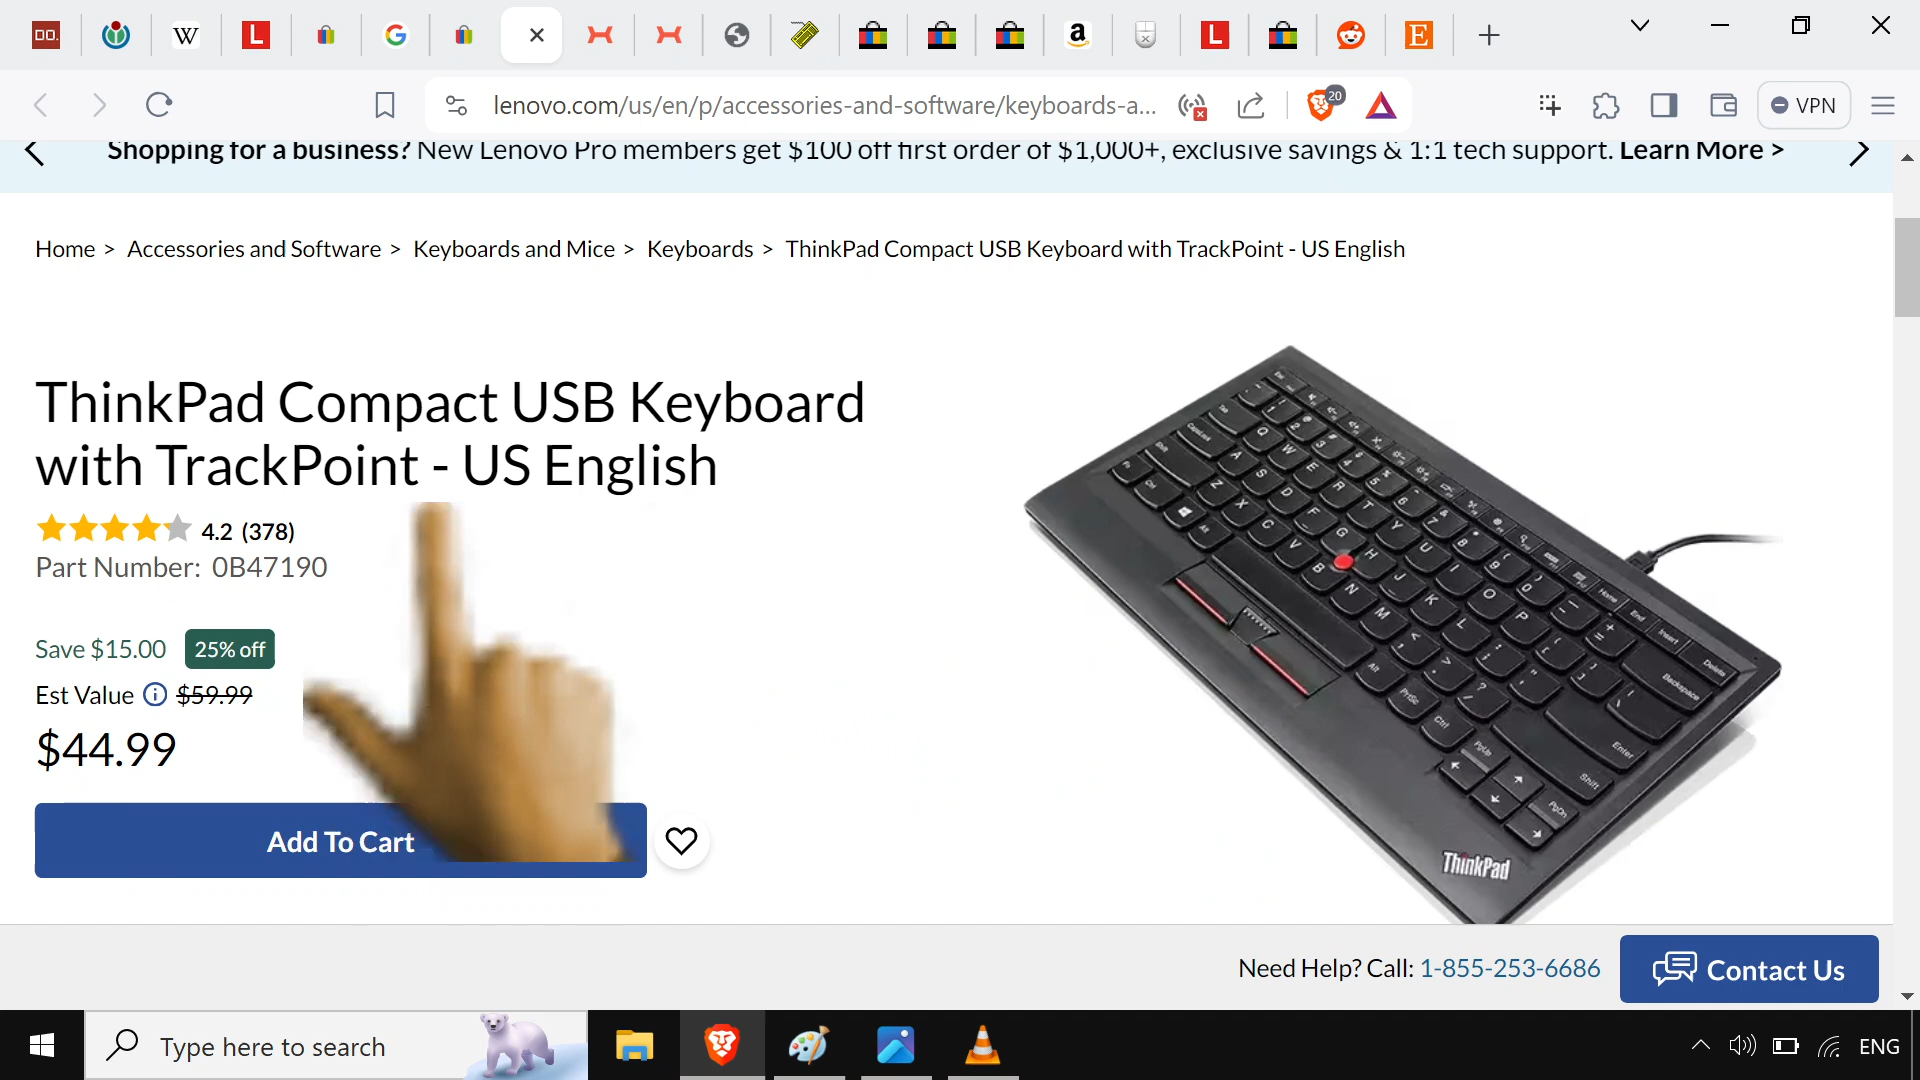 DO.
W
L
G
a
L
E
lenovo.com/us/en/p/accessories-and-software/keyboards-a...
20
VPN
Shopping for a business? New Lenovo Pro members get $100 off first order of $1,000+, exclusive savings & 1:1 tech support. Learn More >
Home > Accessories and Software > Keyboards and Mice > Keyboards > ThinkPad Compact USB Keyboard with TrackPoint - US English
ThinkPad Compact USB Keyboard
with TrackPoint - US English
4.2 (378)
Part Number: 0B47190
Save $15.00 25% off
Est Value $59.99
$44.99
Add To Cart
ThinkPad
Need Help? Call: 1-855-253-6686
Contact Us
Type here to search
ENG